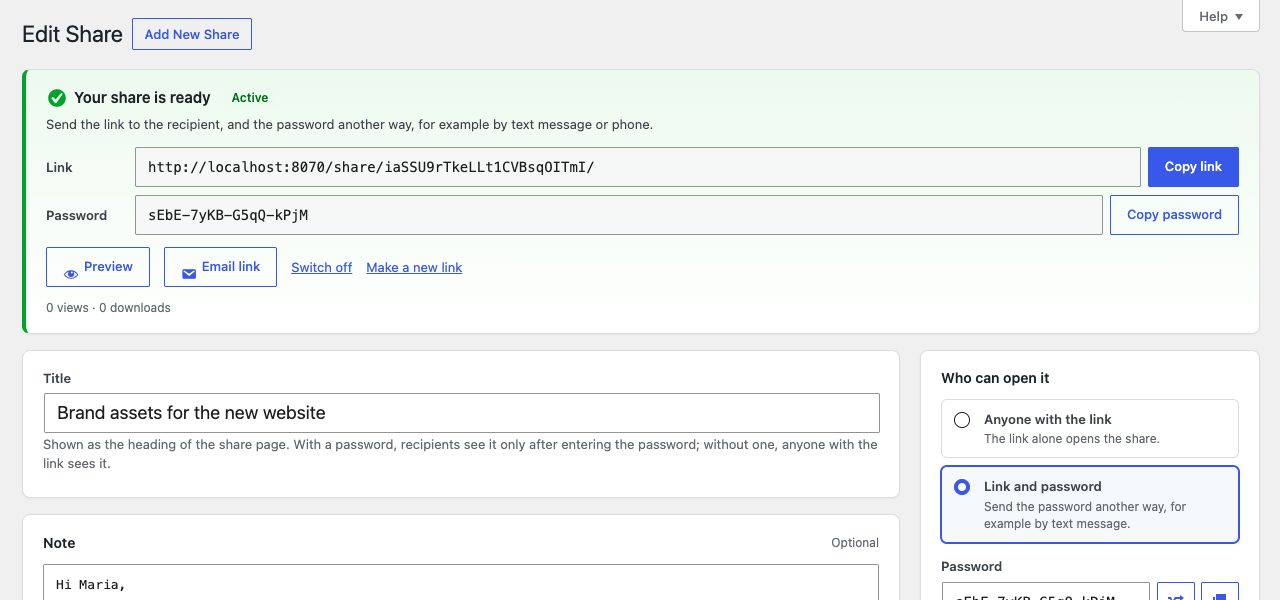 Help
Edit Share
Add New Share
Your share is ready
Active
Send the link to the recipient, and the password another way, for example by text message or phone.
Link
http://localhost:8070/share/iaSSU9rTkeLLt1CVBsqOITmI/
Copy link
Password
sEbE-7yKB-G5qQ-kPjM
Copy password
Preview
Email link
Switch off
Make a new link
0 views · 0 downloads
Title
Brand assets for the new website
Shown as the heading of the share page. With a password, recipients see it only after entering the password; without one, anyone with the
link sees it.
Note
Optional
Hi Maria,
Who can open it
Anyone with the link
The link alone opens the share.
Link and password
Send the password another way, for
example by text message.
Password
sEbE-7yKB-G5qQ-kPjM